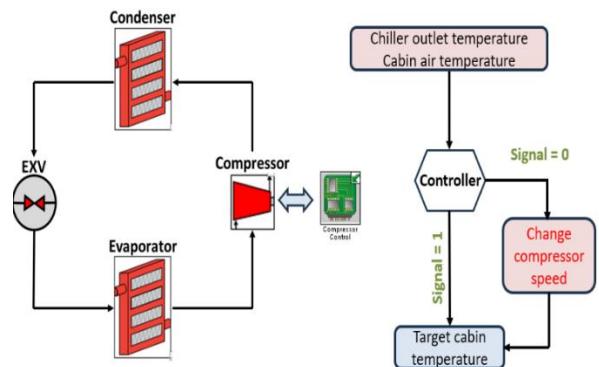 Condenser
EXV
Compressor
Compressor
Control
Evaporator
Chiller outlet temperature
Cabin air temperature
Signal = 0
Controller
Signal = 1
Change
compressor
speed
Target cabin
temperature